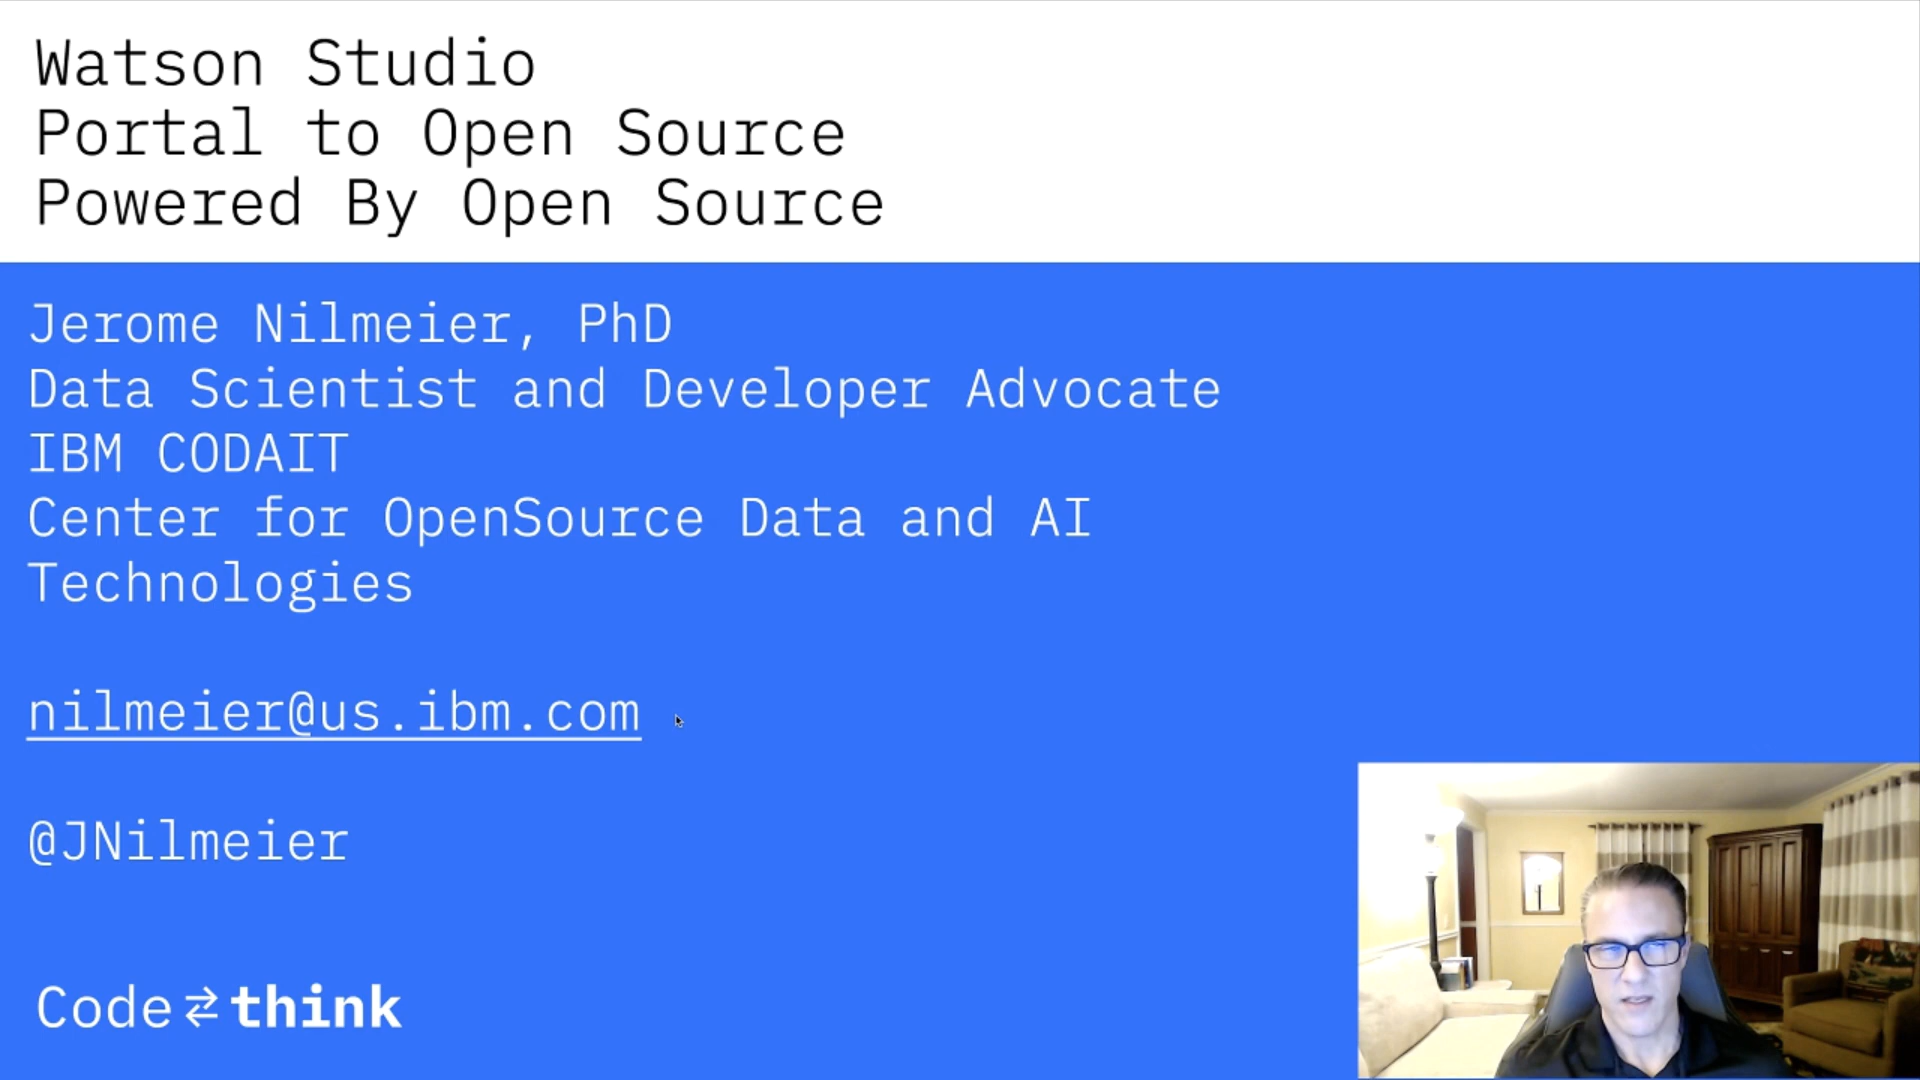 Watson Studio
Portal to Open Source
Powered By Open Source
Jerome Nilmeier, PhD
Data Scientist and Developer Advocate
IBM CODAIT
Center for OpenSource Data and AI
Technologies
nilmeier@us.ibm.com
@JNilmeier
Code⇄think